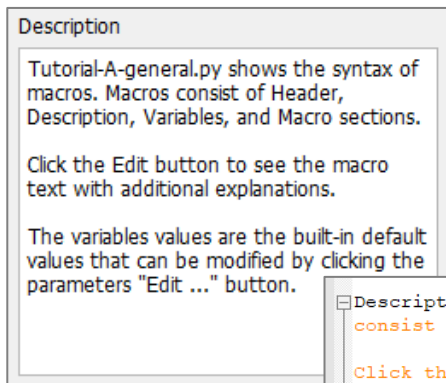 Description
Tutorial-A-general.py shows the syntax of
macros. Macros consist of Header,
Description, Variables, and Macro sections.
Click the Edit button to see the macro
text with additional explanations.
The variables values are the built-in default
values that can be modified by clicking the
parameters "Edit ..." button.
Descript
consist
Click th